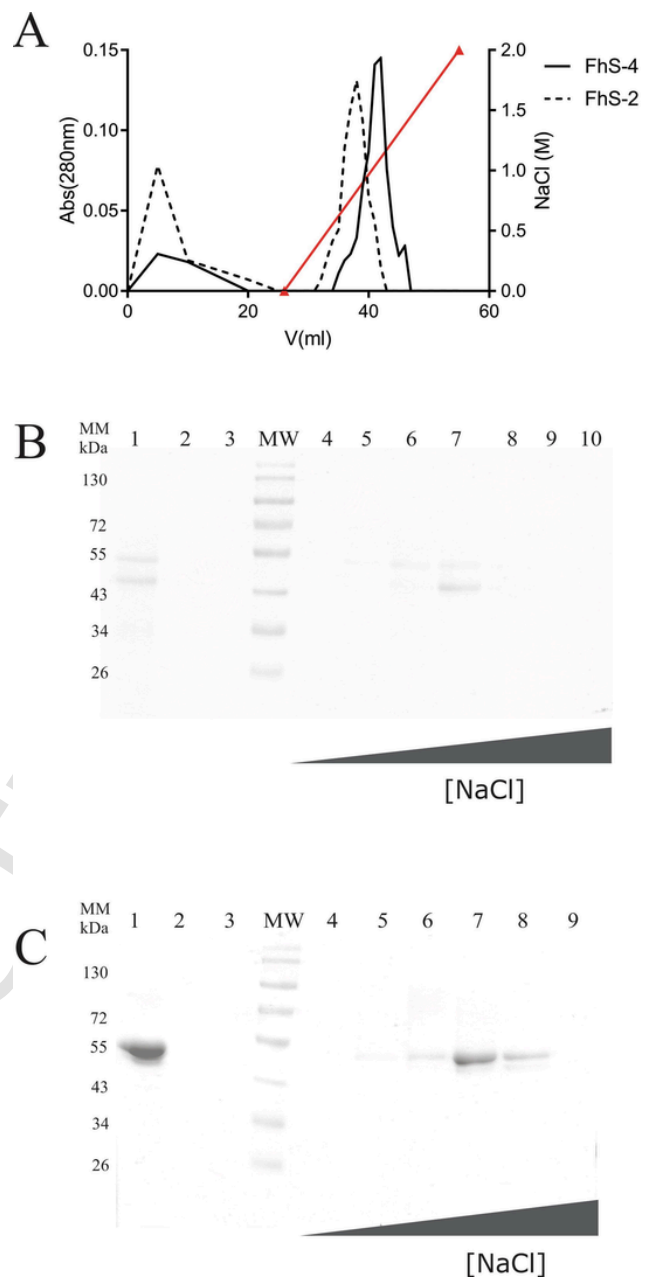 A
0.15
0.10
0.05
0.00
Abs(280nm)
2.0
1.5
1.0
0.5
0.0
NaCl (M)
FhS-4
FhS-2
0 20 40 60
V(ml)
B
MM
kDa
1 2 3 MW 4 5 6 7 8 9 10
130
72
55
43
34
26
[NaCl]
C
MM
kDa
1 2 3 MW 4 5 6 7 8 9
130
72
55
43
34
26
[NaCl]